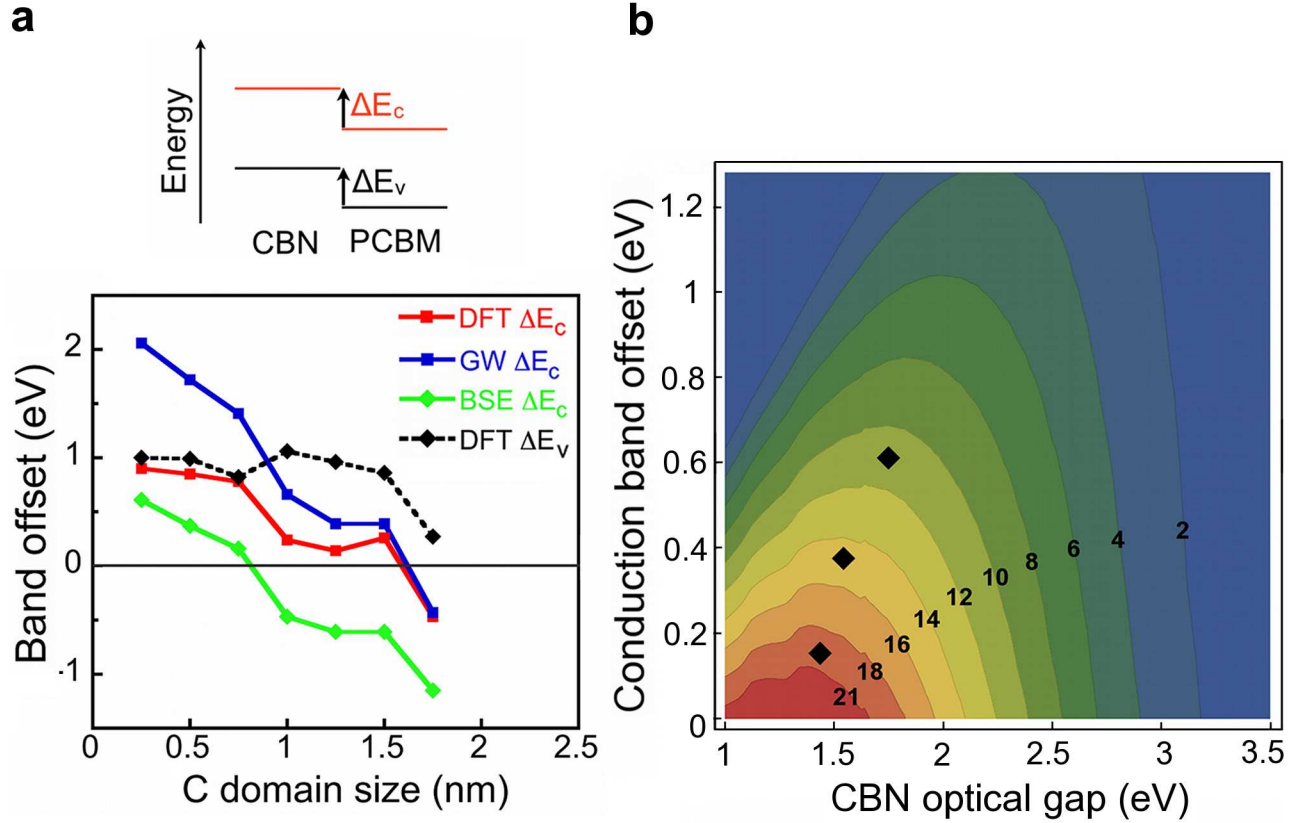 a
Energy
ΔEc
ΔEv
CBN PCBM
Band offset (eV)
2
1
0
-1
DFT ΔEc
GW ΔEc
BSE ΔEc
DFT ΔEv
0 0.5 1 1.5 2 2.5
C domain size (nm)
b
Conduction band offset (eV)
1.2
1
0.8
0.6
0.4
0.2
0
2
4
6
8
10
12
14
16
18
21
1 1.5 2 2.5 3 3.5
CBN optical gap (eV)